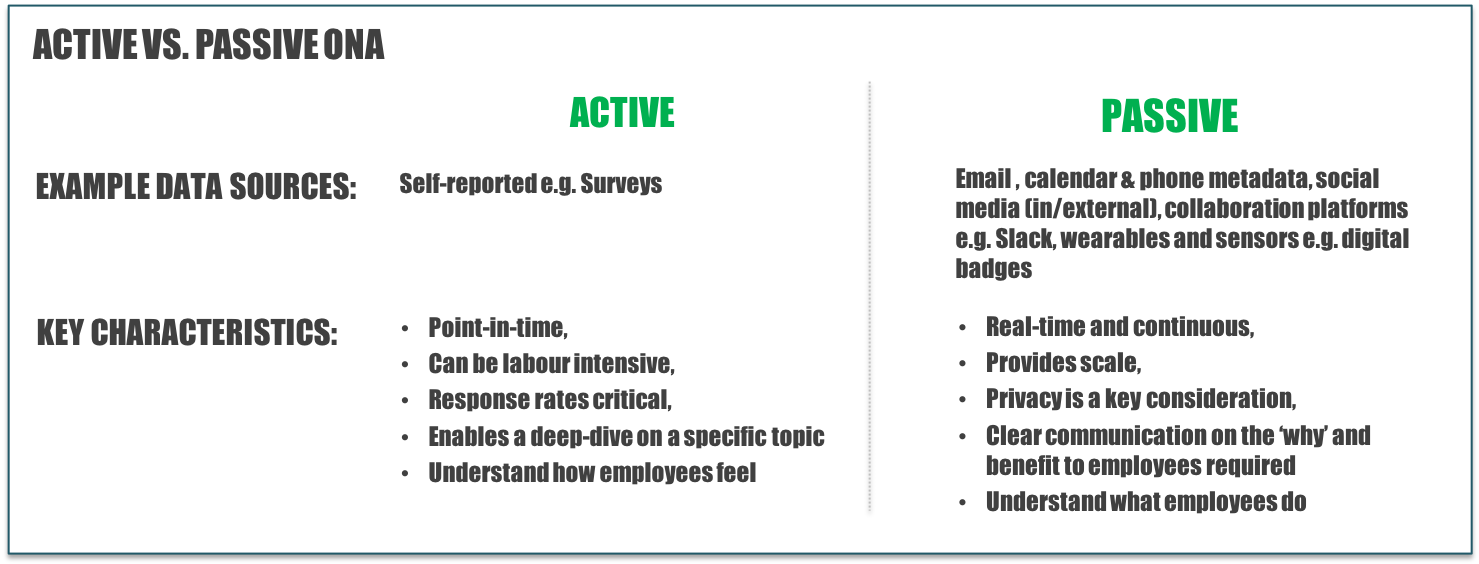 ACTIVE VS. PASSIVE ONA
ACTIVE
PASSIVE
EXAMPLE DATA SOURCES:
Self-reported e.g. Surveys
Email , calendar & phone metadata, social
media (in/external), collaboration platforms
e.g. Slack, wearables and sensors e.g. digital
badges
KEY CHARACTERISTICS:
• Point-in-time,
• Can be labour intensive,
• Response rates critical,
• Enables a deep-dive on a specific topic
• Understand how employees feel
• Real-time and continuous,
• Provides scale,
• Privacy is a key consideration,
• Clear communication on the ‘why’ and
benefit to employees required
• Understand what employees do